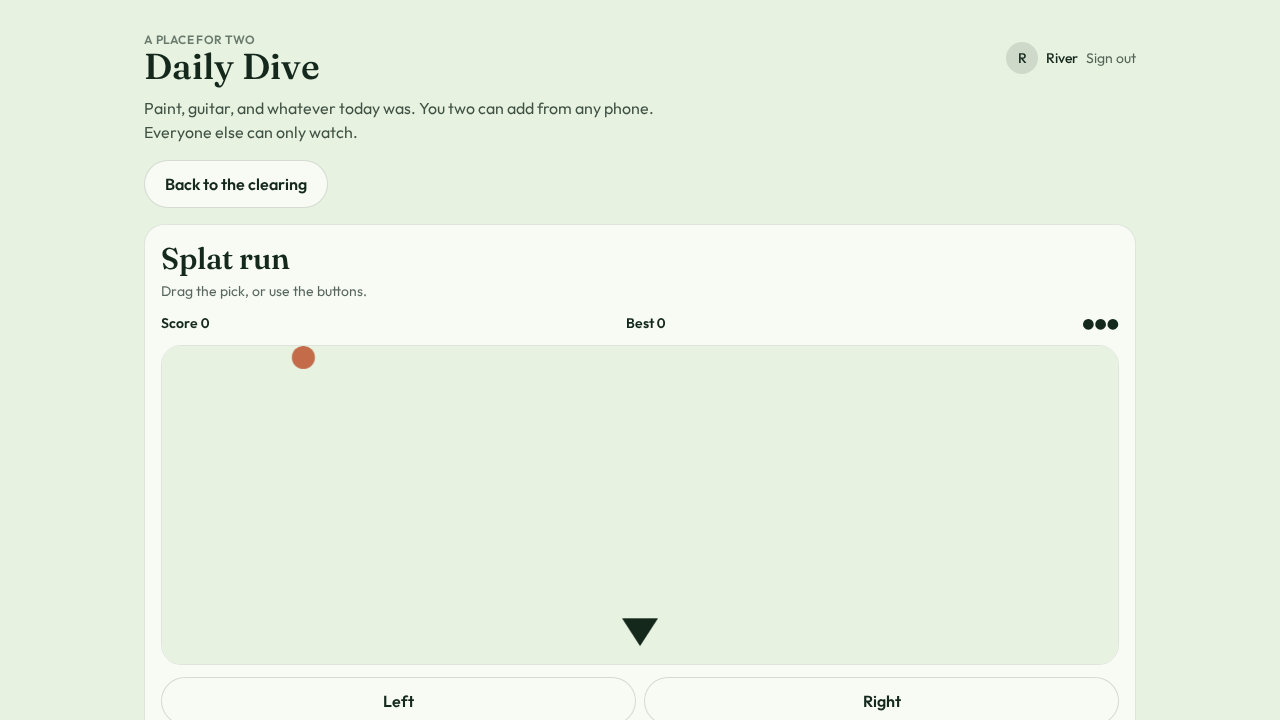 A PLACE FOR TWO
Daily Dive
R
River
Sign out
Paint, guitar, and whatever today was. You two can add from any phone.
Everyone else can only watch.
Back to the clearing
Splat run
Drag the pick, or use the buttons.
Score 0
Best 0
Left
Right